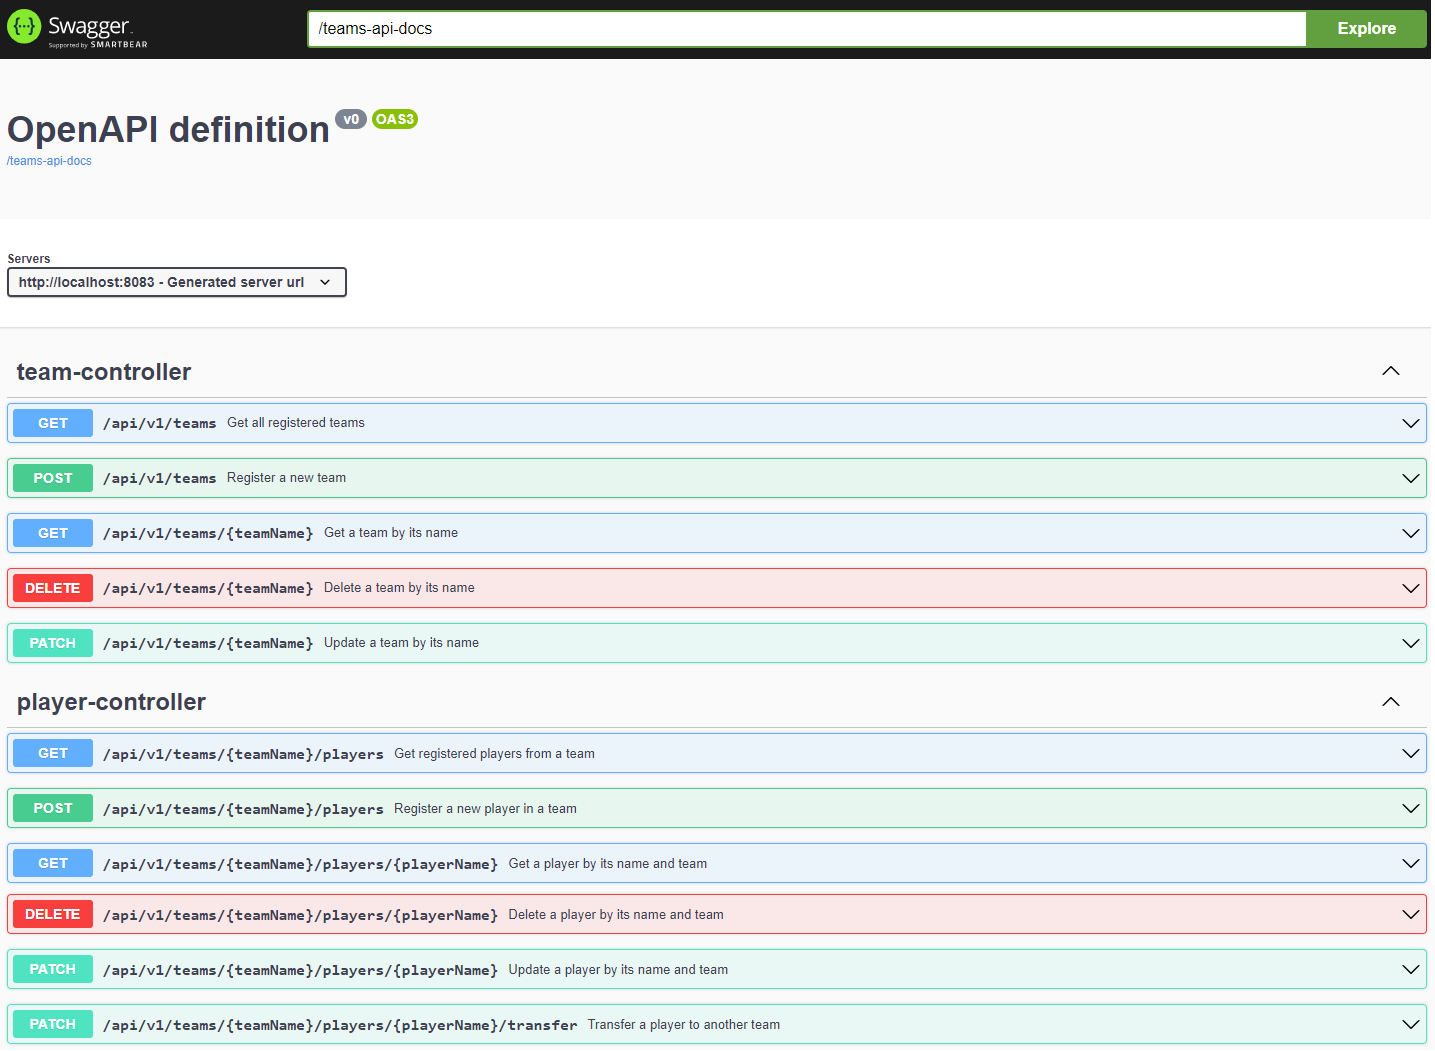 Swagger
Supported by SMARTBEAR
/teams-api-docs
Explore
OpenAPI definition v0 OAS3
/teams-api-docs
Servers
http://localhost:8083 - Generated server url
team-controller
GET /api/v1/teams Get all registered teams
POST /api/v1/teams Register a new team
GET /api/v1/teams/{teamName} Get a team by its name
DELETE /api/v1/teams/{teamName} Delete a team by its name
PATCH /api/v1/teams/{teamName} Update a team by its name
player-controller
GET /api/v1/teams/{teamName}/players Get registered players from a team
POST /api/v1/teams/{teamName}/players Register a new player in a team
GET /api/v1/teams/{teamName}/players/{playerName} Get a player by its name and team
DELETE /api/v1/teams/{teamName}/players/{playerName} Delete a player by its name and team
PATCH /api/v1/teams/{teamName}/players/{playerName} Update a player by its name and team
PATCH /api/v1/teams/{teamName}/players/{playerName}/transfer Transfer a player to another team